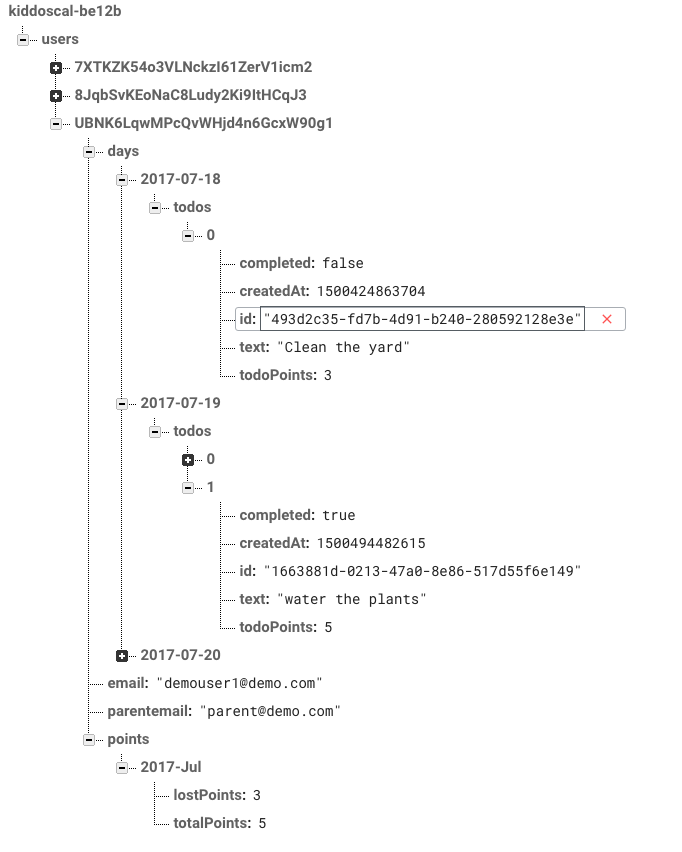 kiddoscal-be12b
users
7XTKZK54o3VLNckzI61ZerV1icm2
8JqbSvKEoNaC8Ludy2Ki9ItHCqJ3
UBNK6LqwMPcQvWHjd4n6GcxW90g1
days
2017-07-18
todos
0
completed: false
createdAt: 1500424863704
id: "493d2c35-fd7b-4d91-b240-280592128e3e"
text: "Clean the yard"
todoPoints: 3
2017-07-19
todos
0
1
completed: true
createdAt: 1500494482615
id: "1663881d-0213-47a0-8e86-517d55f6e149"
text: "water the plants"
todoPoints: 5
2017-07-20
email: "demouser1@demo.com"
parentemail: "parent@demo.com"
points
2017-Jul
lostPoints: 3
totalPoints: 5